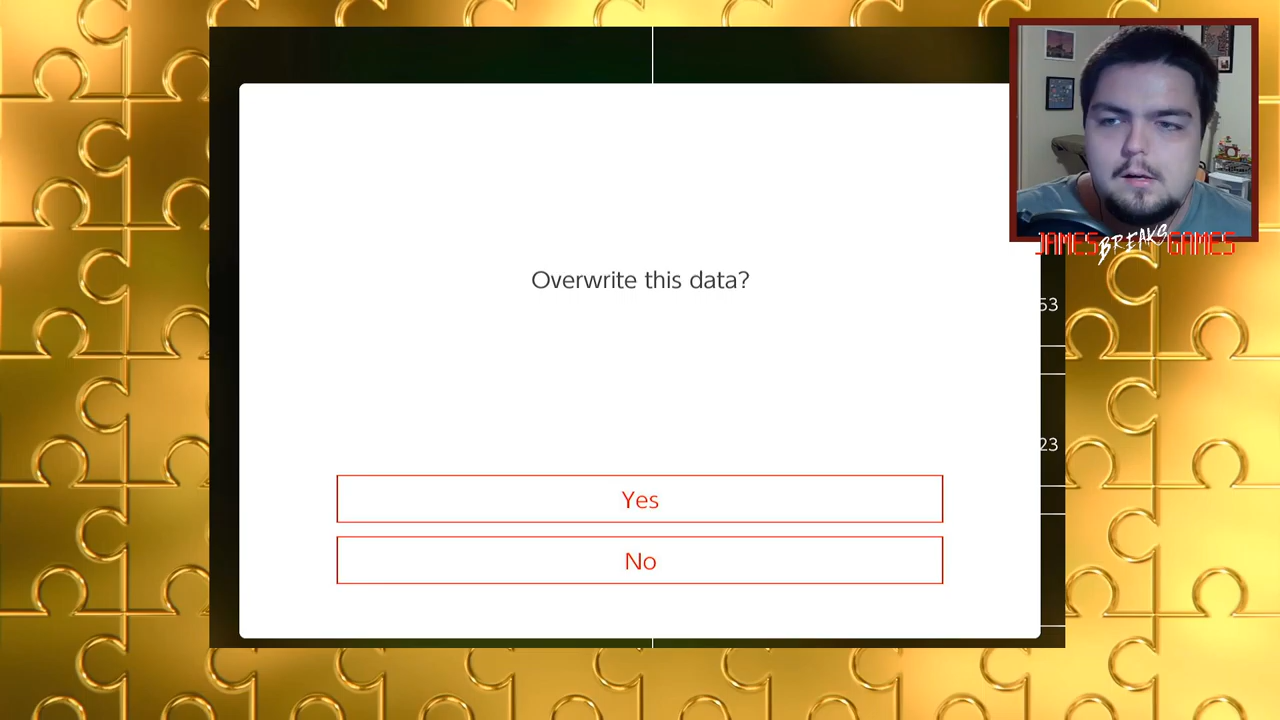 Overwrite this data?
JAMES BREAKS GAMES
53
23
Yes
No